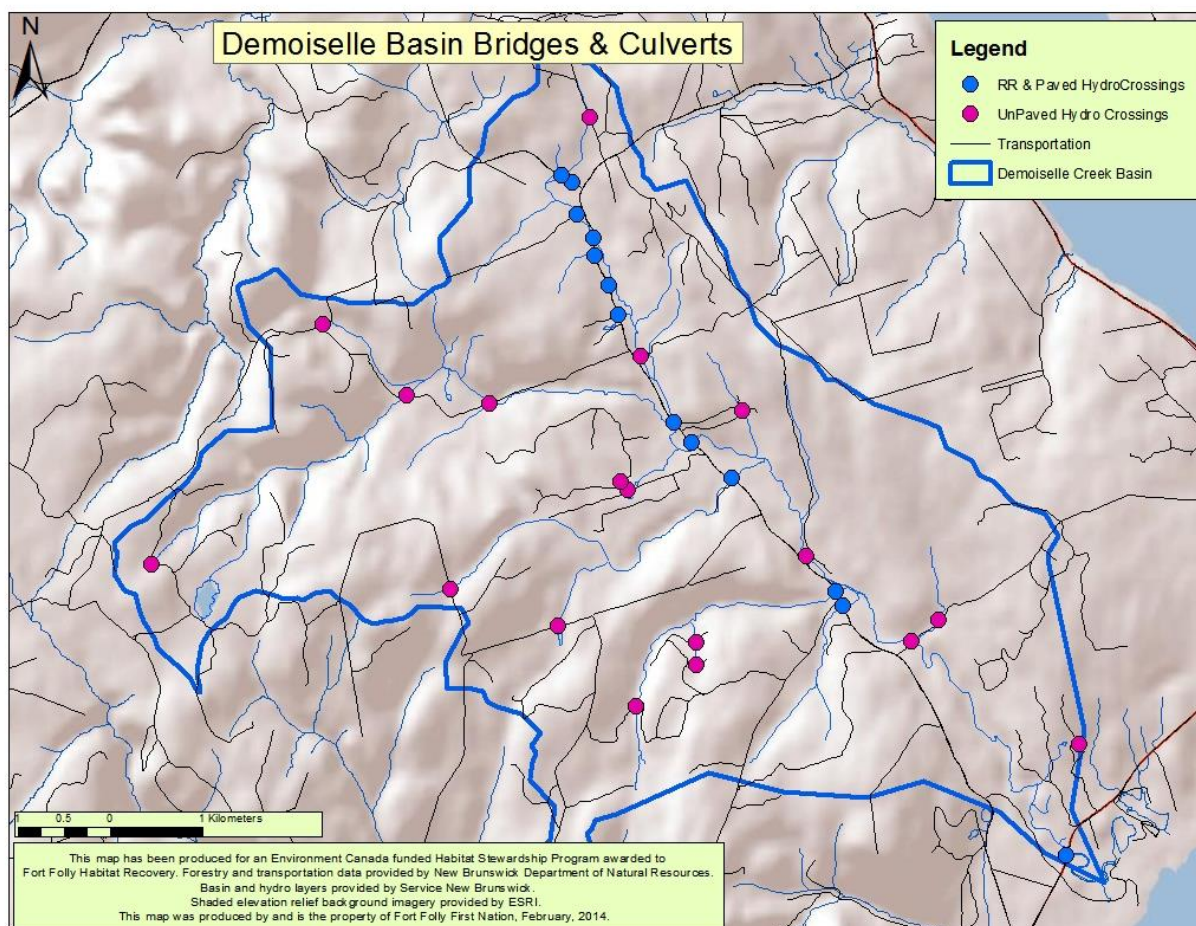 N
Demoiselle Basin Bridges & Culverts
Legend
RR & Paved HydroCrossings
UnPaved Hydro Crossings
Transportation
Demoiselle Creek Basin
1 0.5 0 1 Kilometers
This map has been produced for an Environment Canada funded Habitat Stewardship Program awarded to
Fort Folly Habitat Recovery. Forestry and transportation data provided by New Brunswick Department of Natural Resources.
Basin and hydro layers provided by Service New Brunswick.
Shaded elevation relief background imagery provided by ESRI.
This map was produced by and is the property of Fort Folly First Nation, February, 2014.